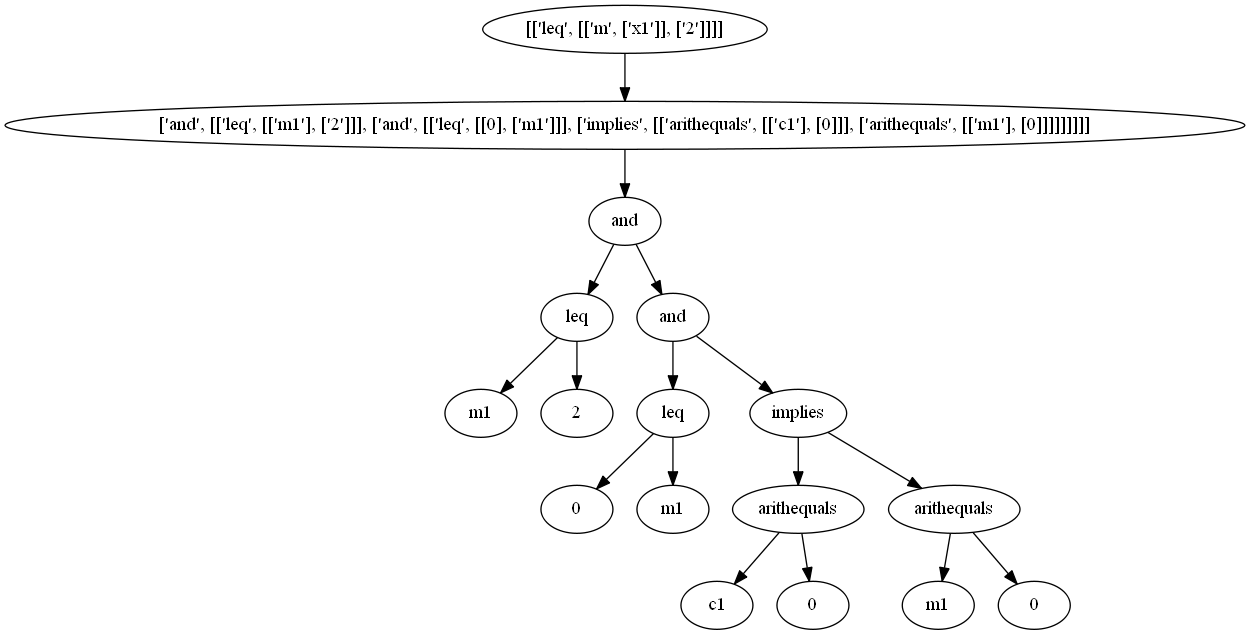 [['leq', [['m', ['x1']], ['2']]]]
['and', [['leq', [['m1'], ['2']]], ['and', [['leq', [[0], ['m1']]], ['implies', [['arithequals', [['c1'], [0]]], ['arithequals', [['m1'], [0]]]]]]]]]
and
leq and
m1 2 leq implies
0 m1 arithequals arithequals
c1 0 m1 0